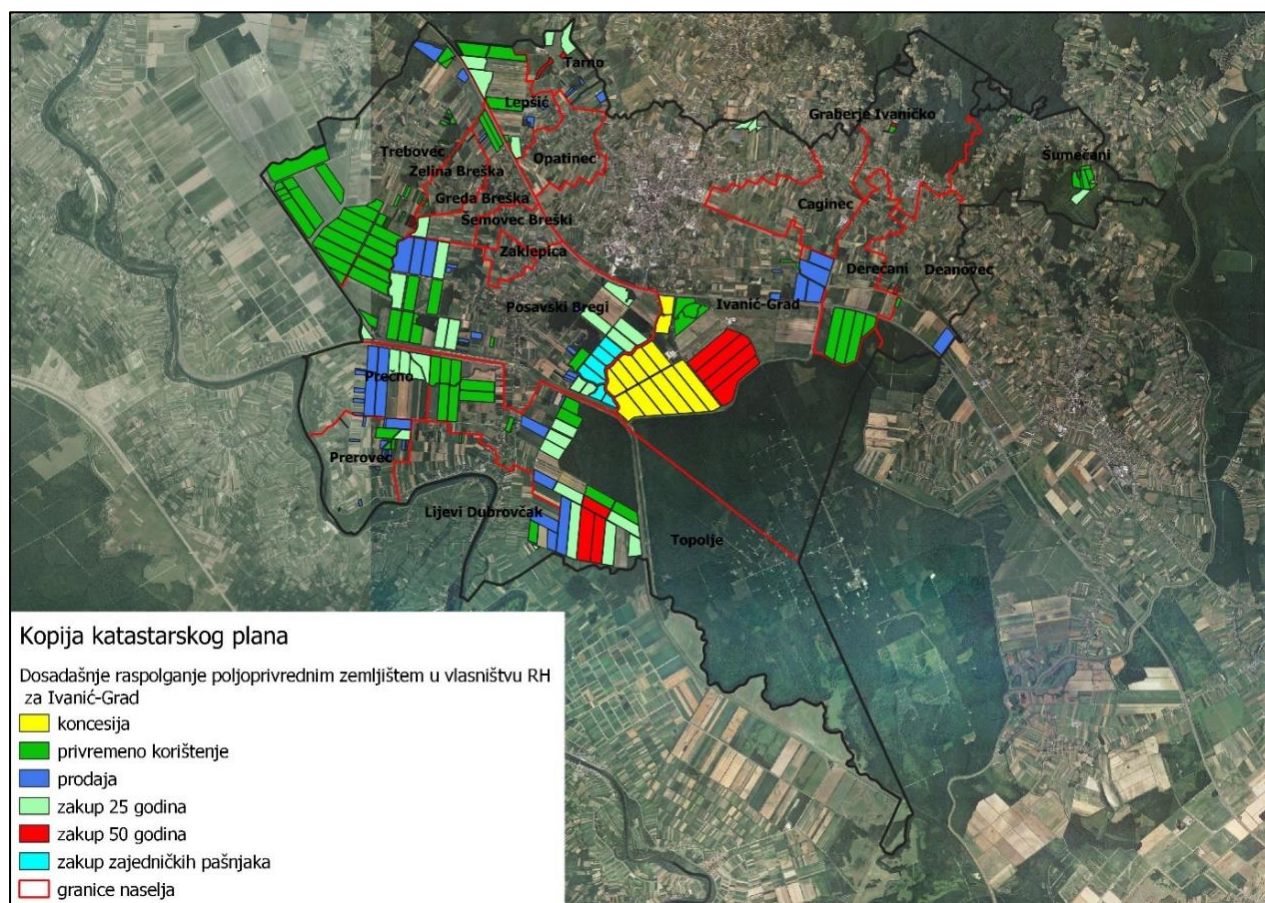 Tarno
Lepšić
Graberje Ivaničko
Trebovec
Opatinec
Šumećani
Zelina Breška
Greda Breška
Caginec
Šemovec Breški
Zaklepica
Derečani
Deanovec
Posavski Bregi
Ivanić-Grad
Prečno
Prerovec
Lijevi Dubrovčak
Topolje
Kopija katastarskog plana
Dosadašnje raspolganje poljoprivrednim zemljištem u vlasništvu RH
za Ivanić-Grad
koncesija
privremeno korištenje
prodaja
zakup 25 godina
zakup 50 godina
zakup zajedničkih pašnjaka
granice naselja